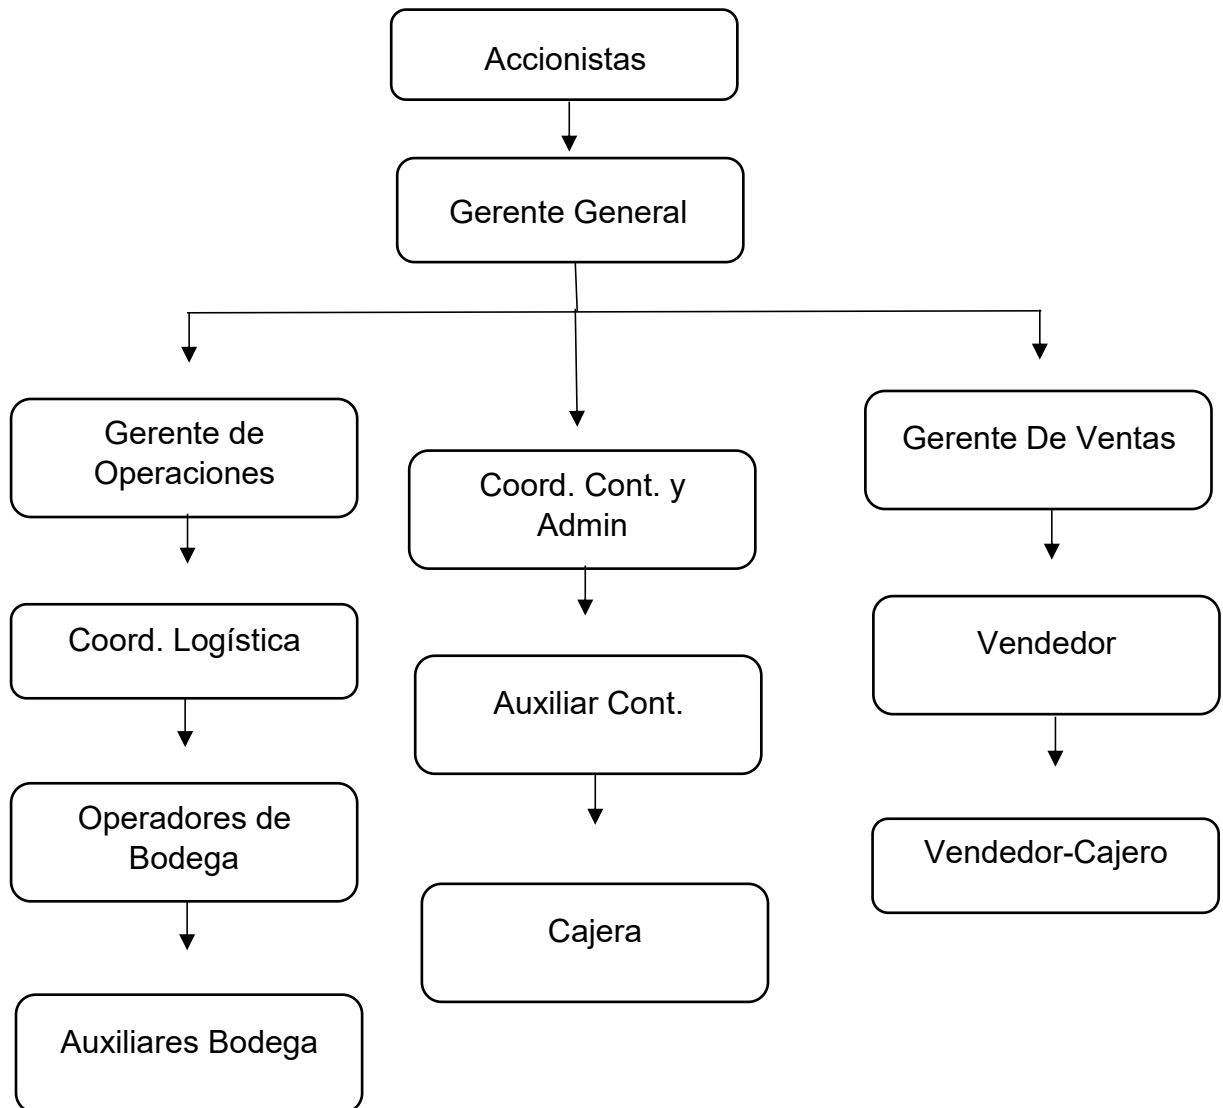 Accionistas
Gerente General
Gerente de
Operaciones
Coord. Cont. y
Admin
Gerente De Ventas
Coord. Logística
Auxiliar Cont.
Vendedor
Operadores de
Bodega
Cajera
Vendedor-Cajero
Auxiliares Bodega